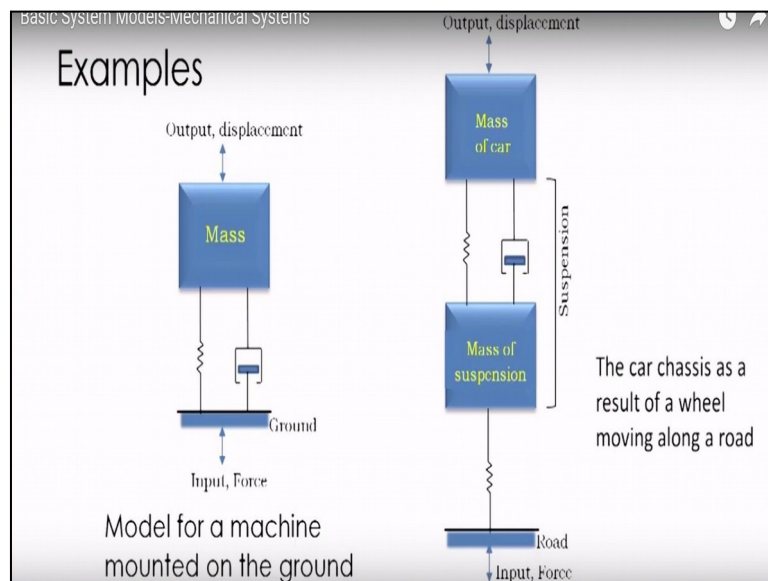 Basic System Models-Mechanical Systems
Examples
Output, displacement
Mass
Ground
Input, Force
Model for a machine
mounted on the ground
Output, displacement
Mass
of car
Suspension
Mass of
suspension
Road
Input, Force
The car chassis as a
result of a wheel
moving along a road